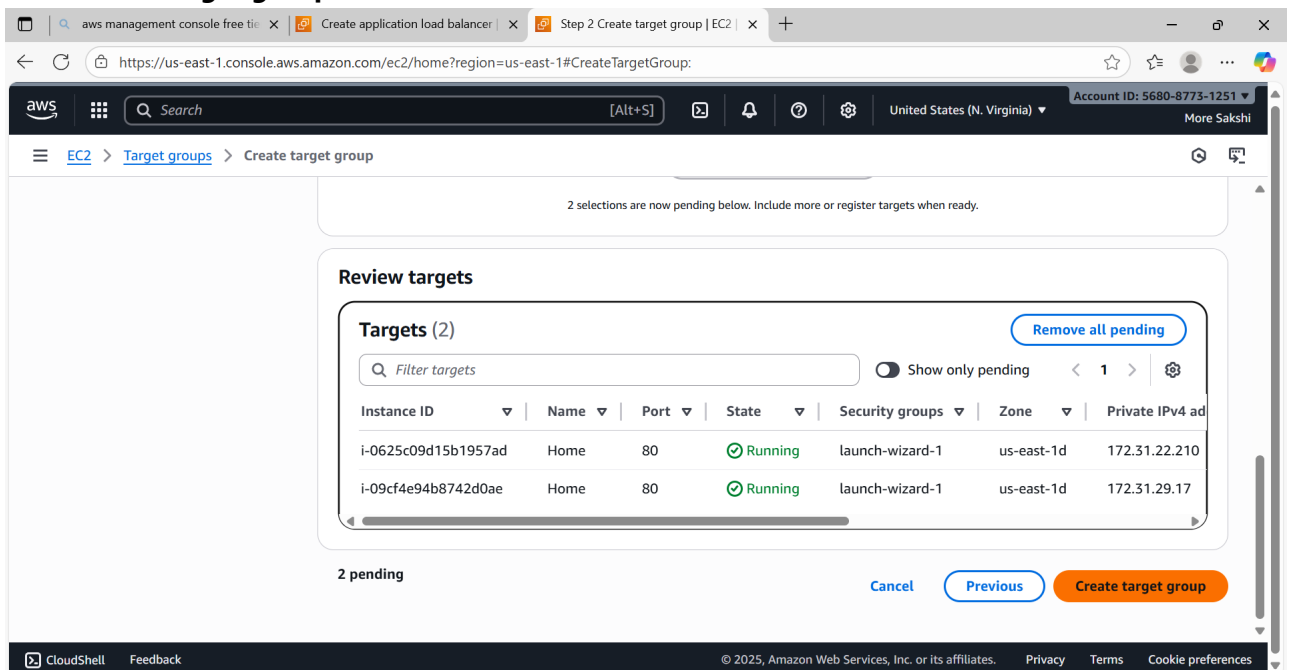 aws management console free tie
Create application load balancer
Step 2 Create target group | EC2
https://us-east-1.console.aws.amazon.com/ec2/home?region=us-east-1#CreateTargetGroup:
aws
Search
[Alt+S]
United States (N. Virginia)
Account ID: 5680-8773-1251
More Sakshi
EC2 > Target groups > Create target group
2 selections are now pending below. Include more or register targets when ready.
Review targets
Targets (2)
Remove all pending
Filter targets
Show only pending
< 1 >
Instance ID Name Port State Security groups Zone Private IPv4 ad
i-0625c09d15b1957ad Home 80 Running launch-wizard-1 us-east-1d 172.31.22.210
i-09cf4e94b8742d0ae Home 80 Running launch-wizard-1 us-east-1d 172.31.29.17
2 pending
Cancel
Previous
Create target group
CloudShell Feedback © 2025, Amazon Web Services, Inc. or its affiliates. Privacy Terms Cookie preferences